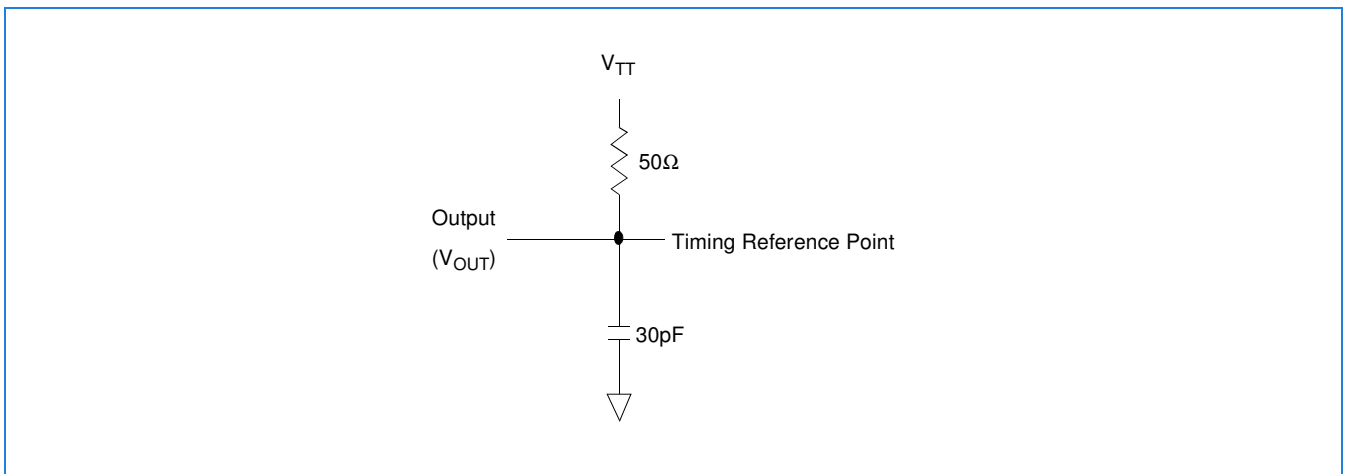 V_TT
50Ω
Output
(V_OUT)
Timing Reference Point
30pF